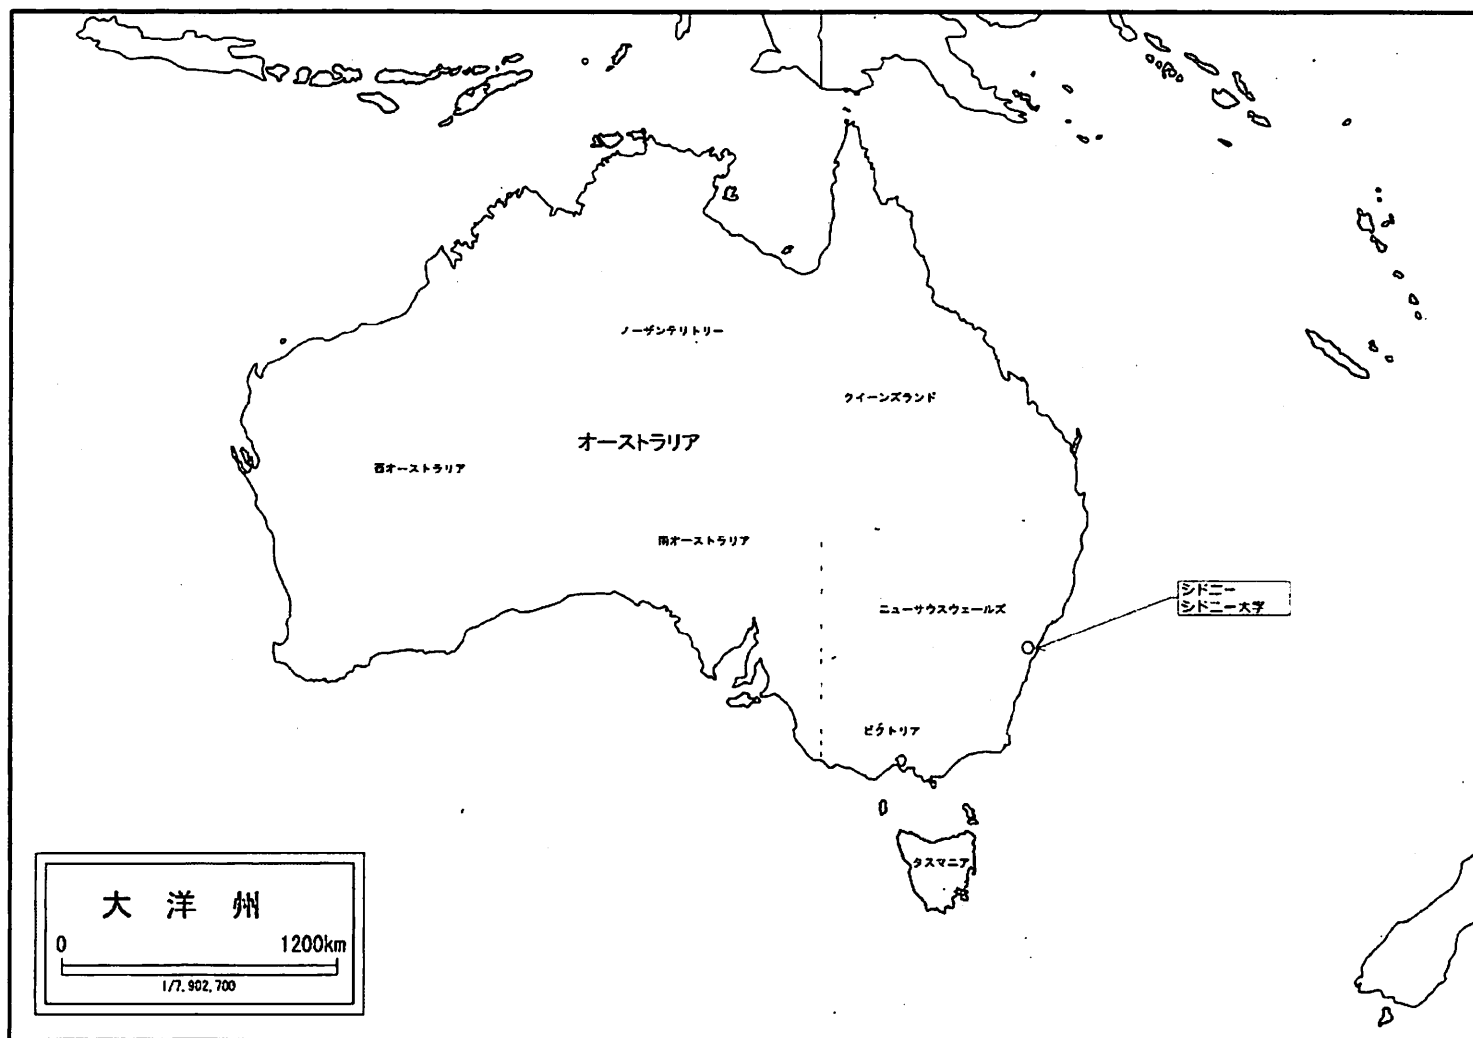 ノーザンテリトリー
クイーンズランド
オーストラリア
西オーストラリア
南オーストラリア
シドニー
シドニー大学
ニューサウスウェールズ
ビクトリア
タスマニア
大洋州
0 1200km
1/7,902,700